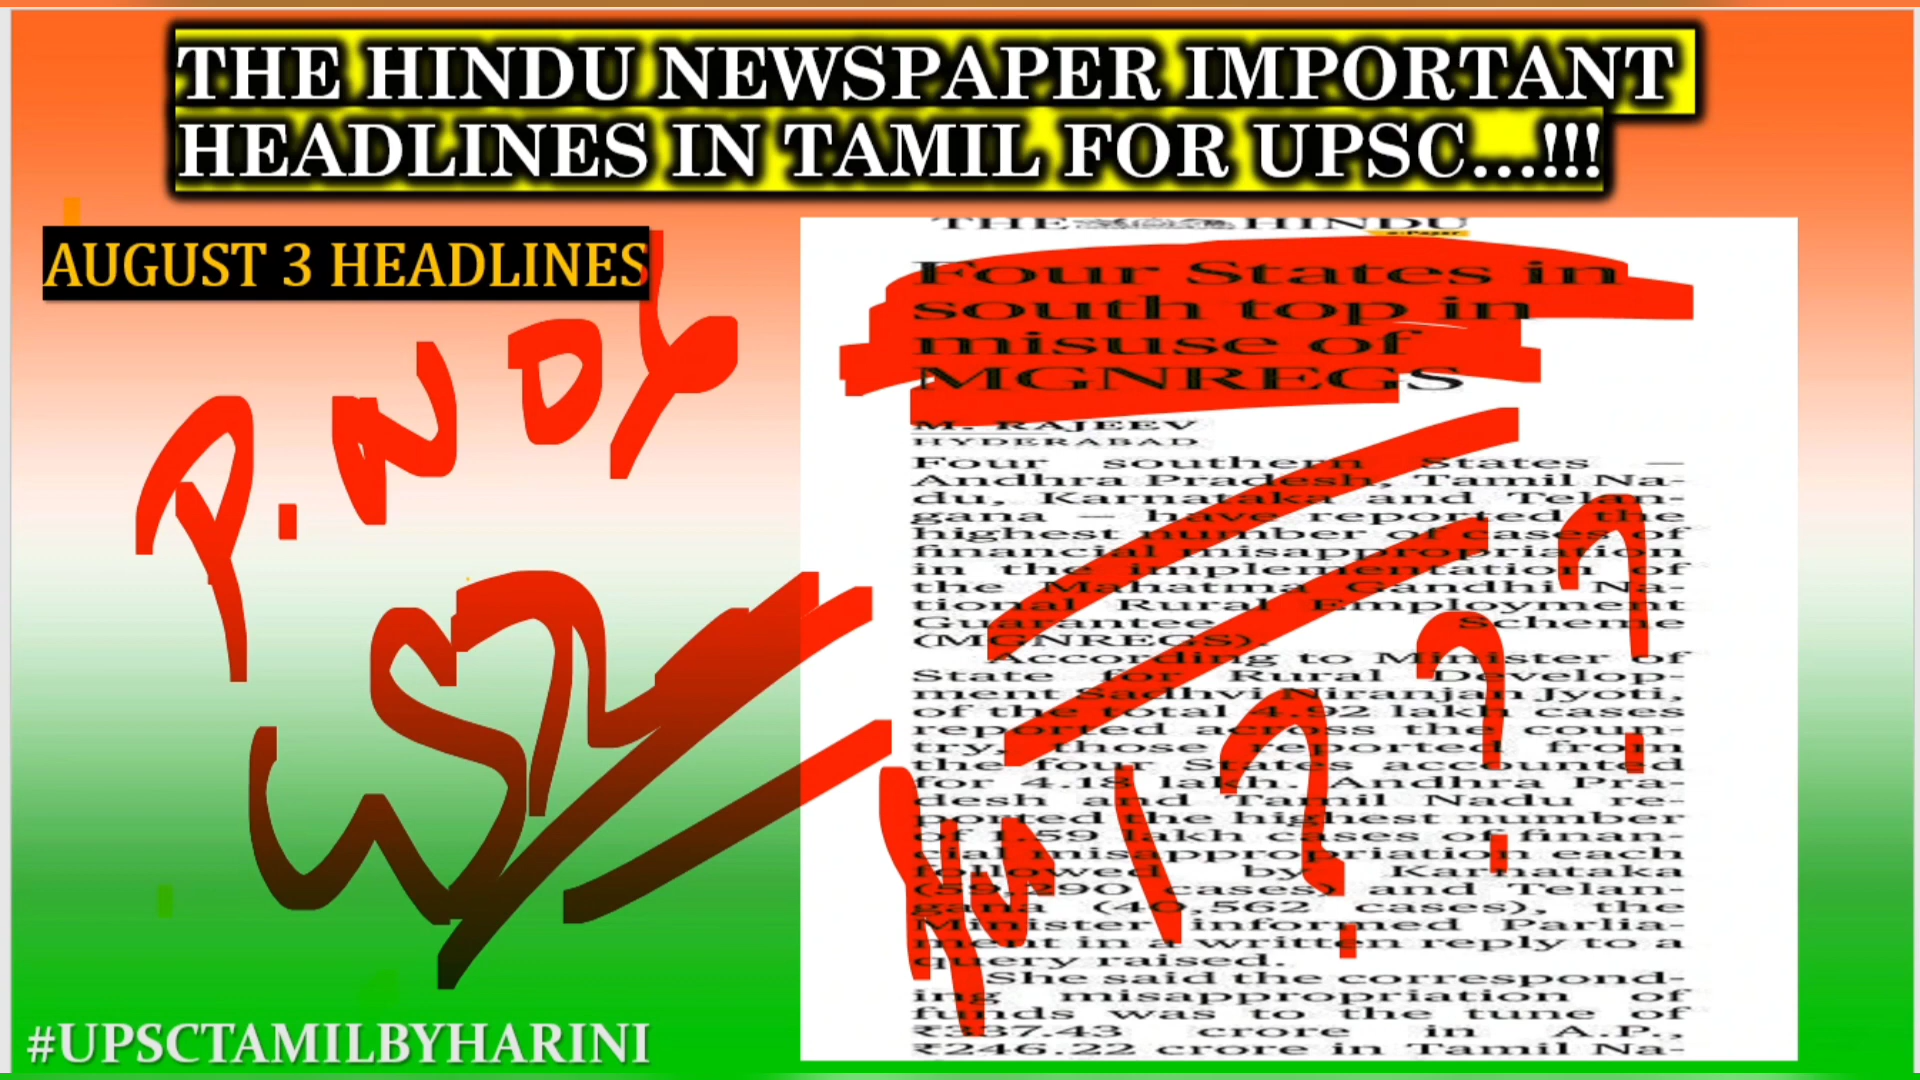 THE HINDU NEWSPAPER IMPORTANT
HEADLINES IN TAMIL FOR UPSC...!!!
AUGUST 3 HEADLINES
THE HINDU
e-Paper
Four States in
south top in
misuse of
MGNREGS
M. RAJEEV
HYDERABAD
Four southern States —
Andhra Pradesh, Tamil Na-
du, Karnataka and Telan-
gana — have reported the
highest number of cases of
financial misappropriation
in the implementation of
the Mahatma Gandhi Na-
tional Rural Employment
Guarantee Scheme
(MGNREGS).
According to Minister of
State for Rural Develop-
ment Sadhvi Niranjan Jyoti,
of the total 4.92 lakh cases
reported across the coun-
try, those reported from
the four States accounted
for 4.18 lakh. Andhra Pra-
desh and Tamil Nadu re-
ported the highest number
of 1.59 lakh cases of finan-
cial misappropriation each
followed by Karnataka
(59,290 cases) and Telan-
gana (40,562 cases), the
Minister informed Parlia-
ment in a written reply to a
query raised.
She said the correspond-
ing misappropriation of
funds was to the tune of
₹337.43 crore in A.P.,
₹246.22 crore in Tamil Na-
? ? ?
#UPSCTAMILBYHARINI